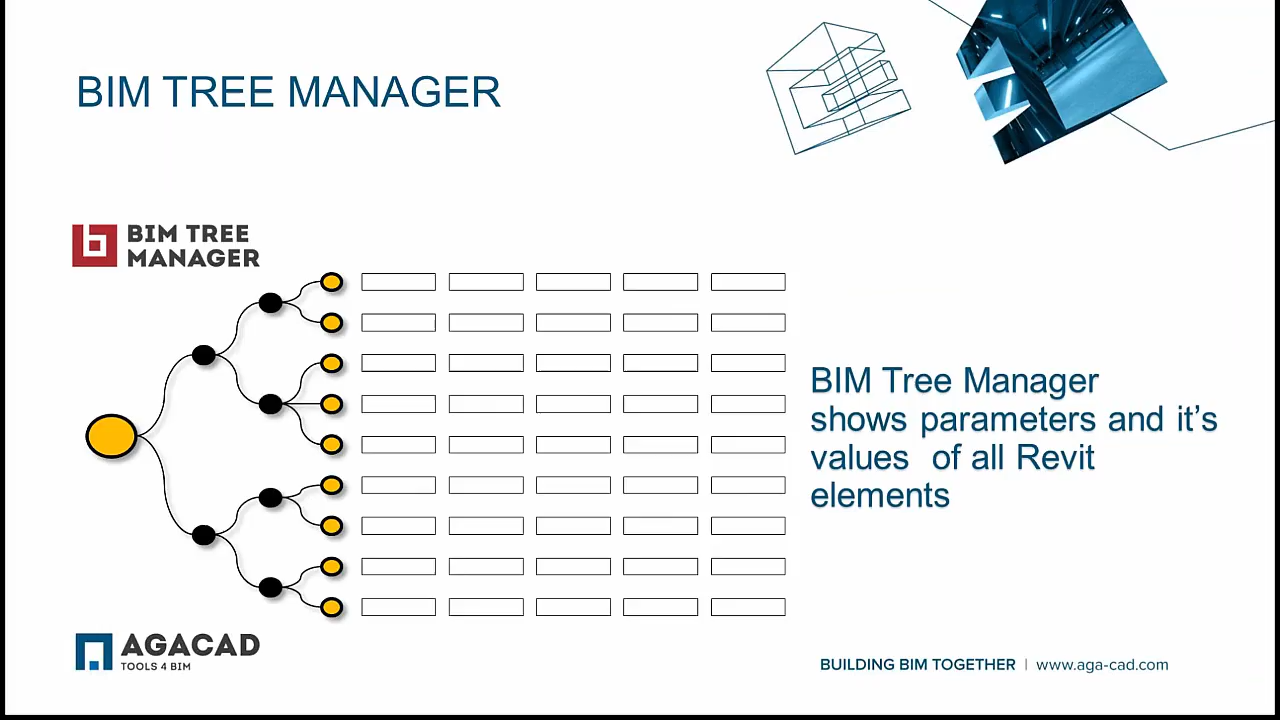 BIM TREE MANAGER
BIM TREE
MANAGER
BIM Tree Manager
shows parameters and it’s
values  of all Revit
elements
AGACAD
TOOLS 4 BIM
BUILDING BIM TOGETHER | www.aga-cad.com